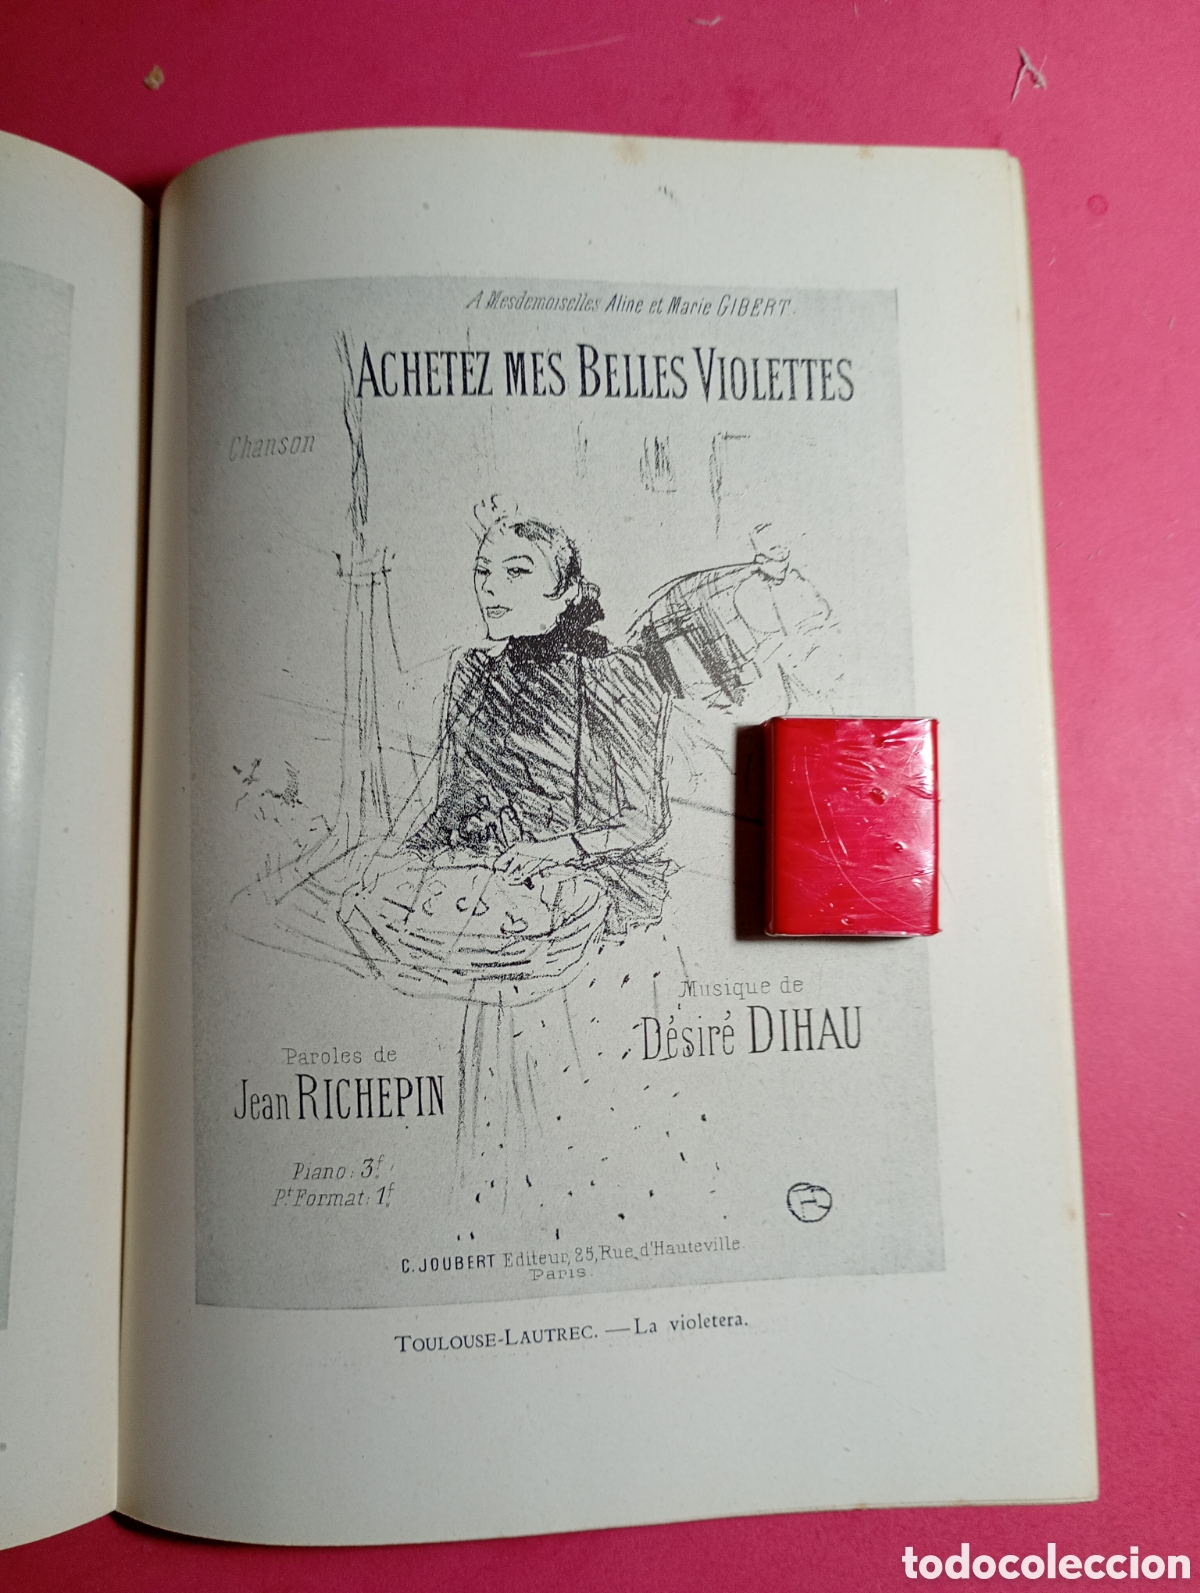 A Mesdemoiselles Aline et Marie GIBERT.
ACHETEZ MES BELLES VIOLETTES
Chanson
Musique de
Désiré DIHAU
Paroles de
Jean RICHEPIN
Piano: 3f
Pt Format: 1f
C. JOUBERT Editeur, 25, Rue d'Hauteville.
Paris.
TOULOUSE-LAUTREC. — La violetera.
todocoleccion